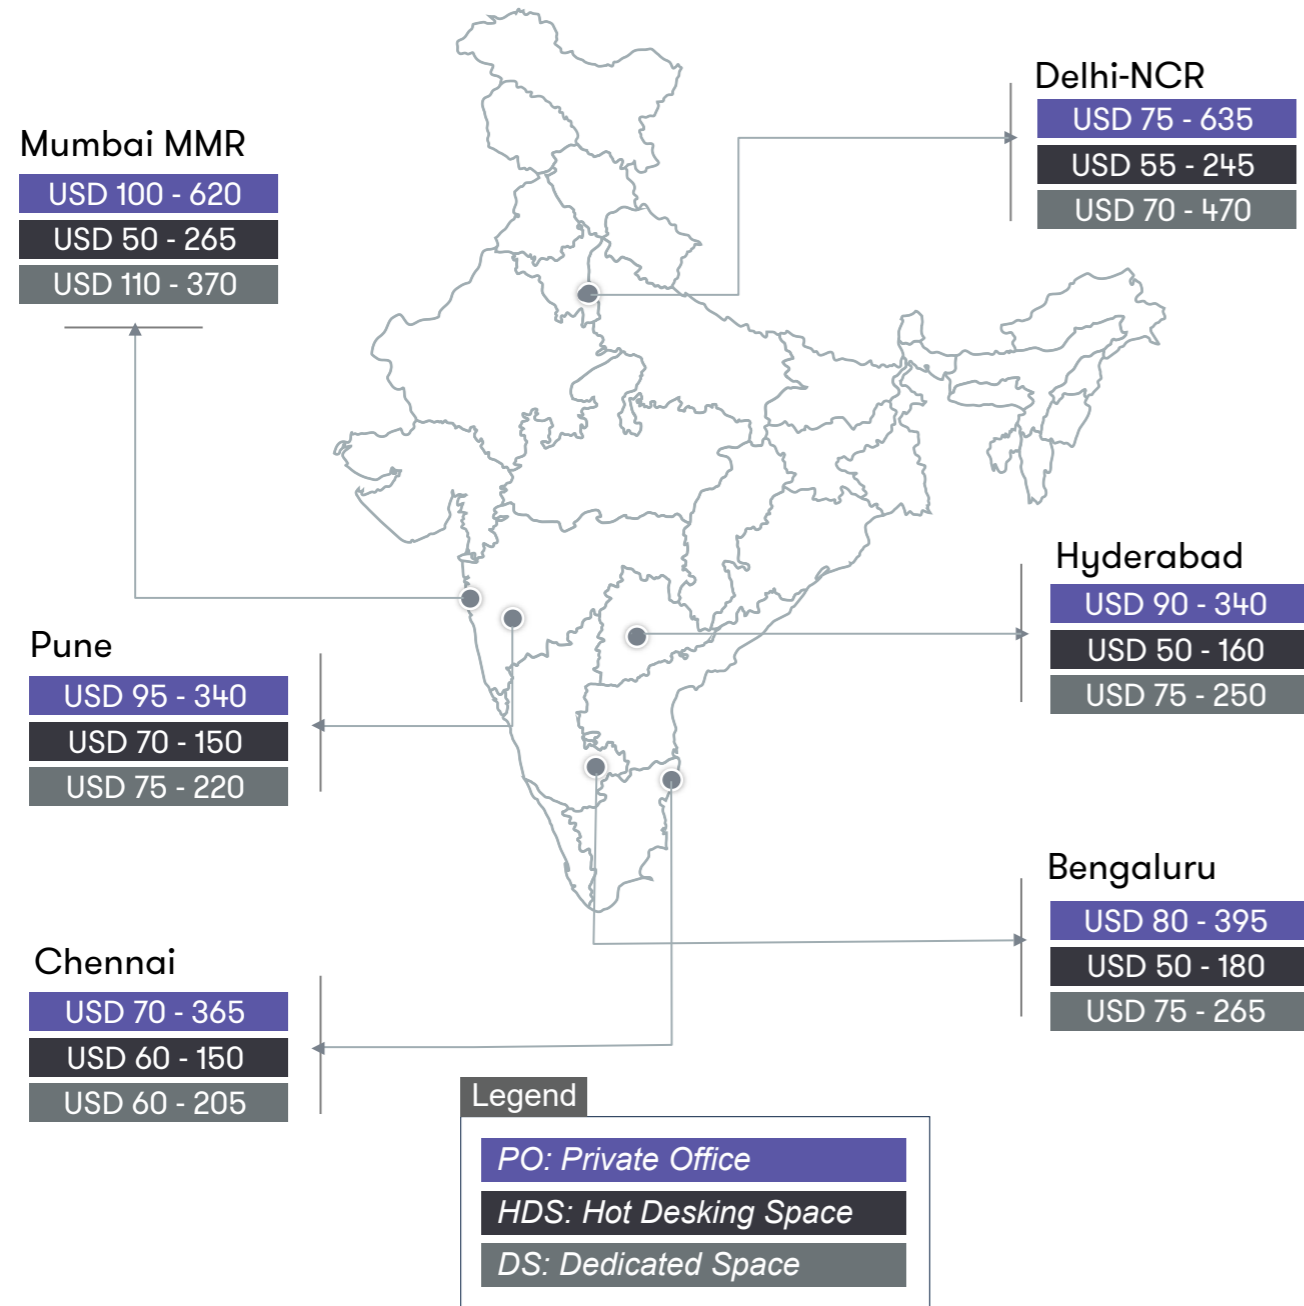 Delhi-NCR
USD 75 - 635
USD 55 - 245
USD 70 - 470
Mumbai MMR
USD 100 - 620
USD 50 - 265
USD 110 - 370
Hyderabad
USD 90 - 340
USD 50 - 160
USD 75 - 250
Pune
USD 95 - 340
USD 70 - 150
USD 75 - 220
Bengaluru
USD 80 - 395
USD 50 - 180
USD 75 - 265
Chennai
USD 70 - 365
USD 60 - 150
USD 60 - 205
Legend
PO: Private Office
HDS: Hot Desking Space
DS: Dedicated Space